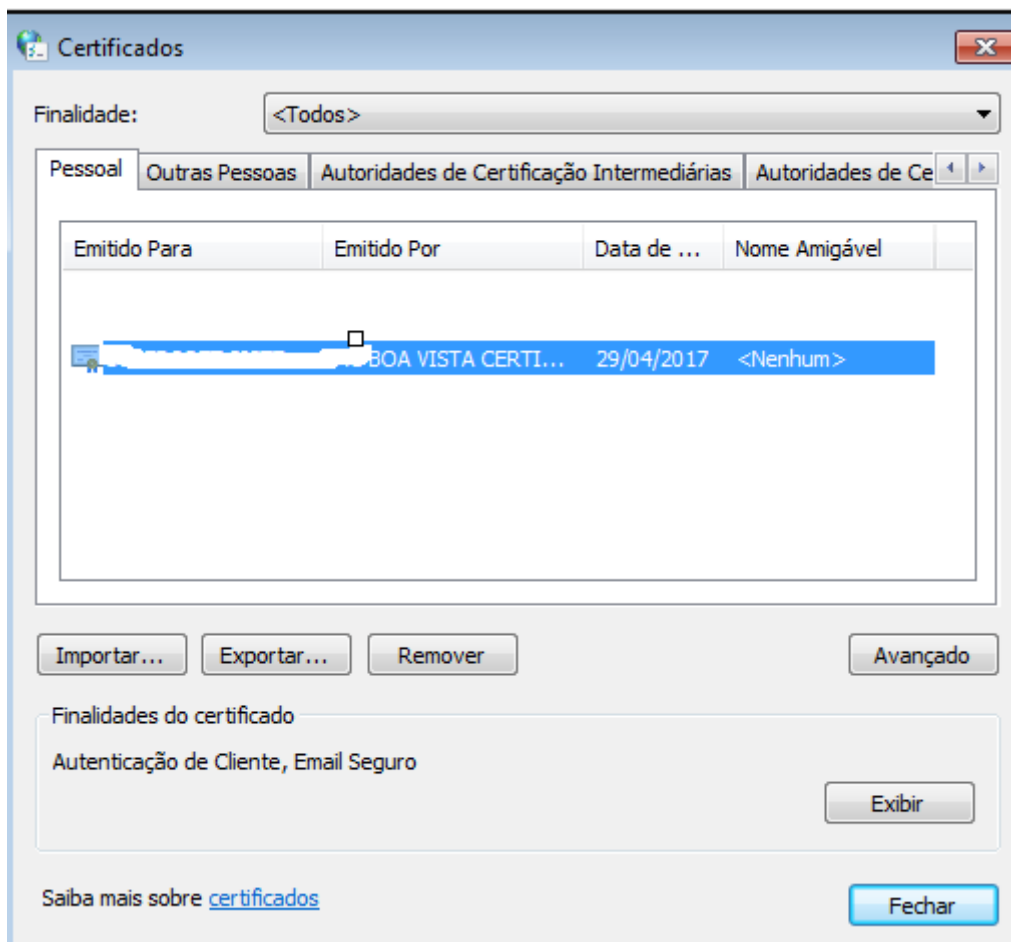 Certificados
Finalidade: <Todos>
Pessoal Outras Pessoas Autoridades de Certificação Intermediárias Autoridades de Ce
Emitido Para Emitido Por Data de ... Nome Amigável
BOA VISTA CERTI... 29/04/2017 <Nenhum>
Importar... Exportar... Remover Avançado
Finalidades do certificado
Autenticação de Cliente, Email Seguro
Exibir
Saiba mais sobre certificados
Fechar